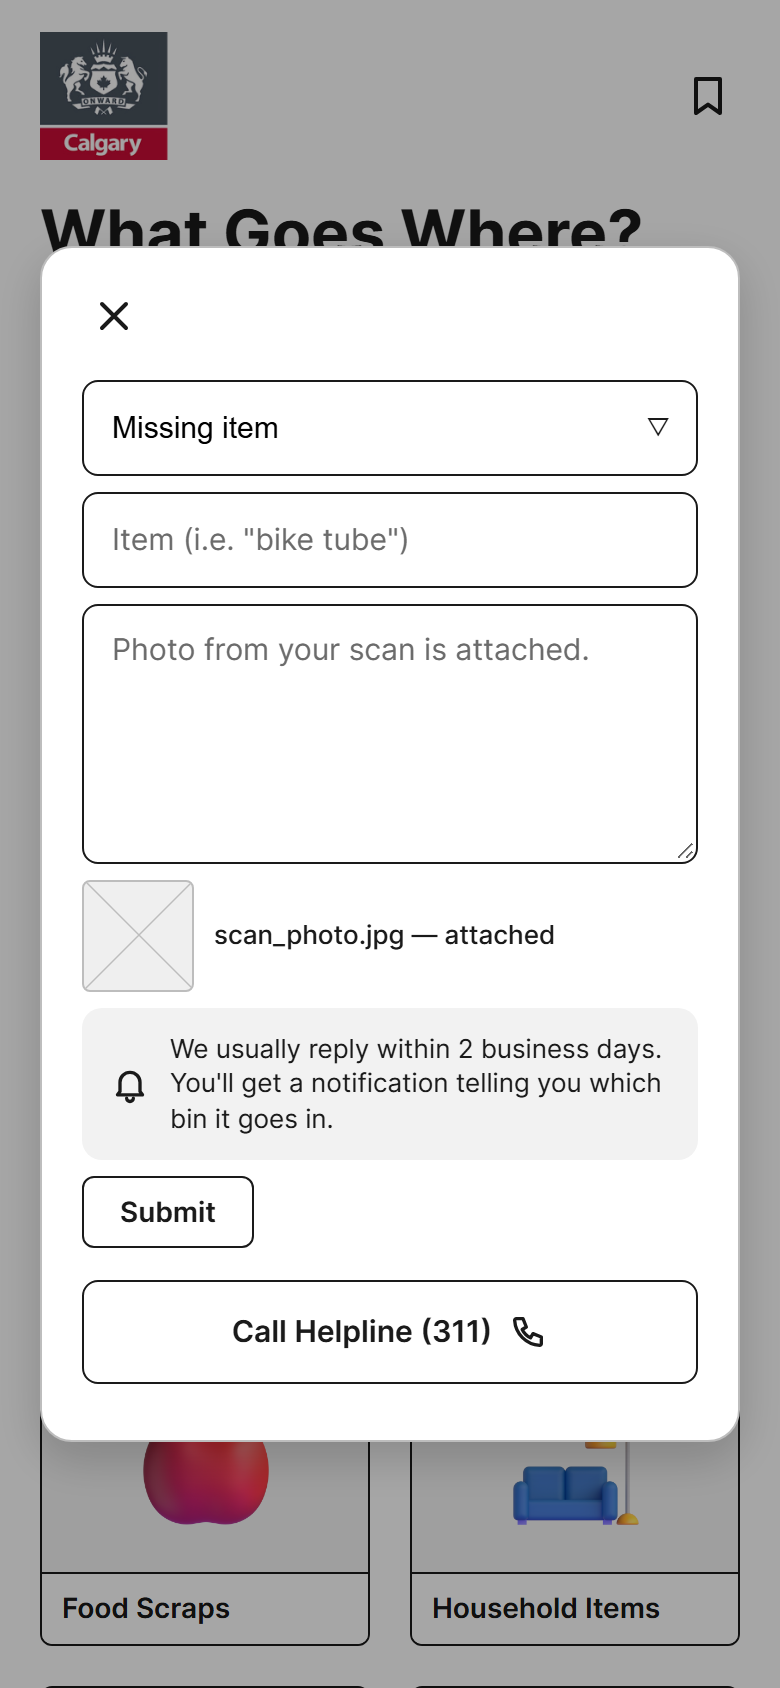 ONWARD
Calgary
What Goes Where?
Missing item
Item (i.e. "bike tube")
Photo from your scan is attached.
scan_photo.jpg — attached
We usually reply within 2 business days.
You'll get a notification telling you which
bin it goes in.
Submit
Call Helpline (311)
Food Scraps
Household Items